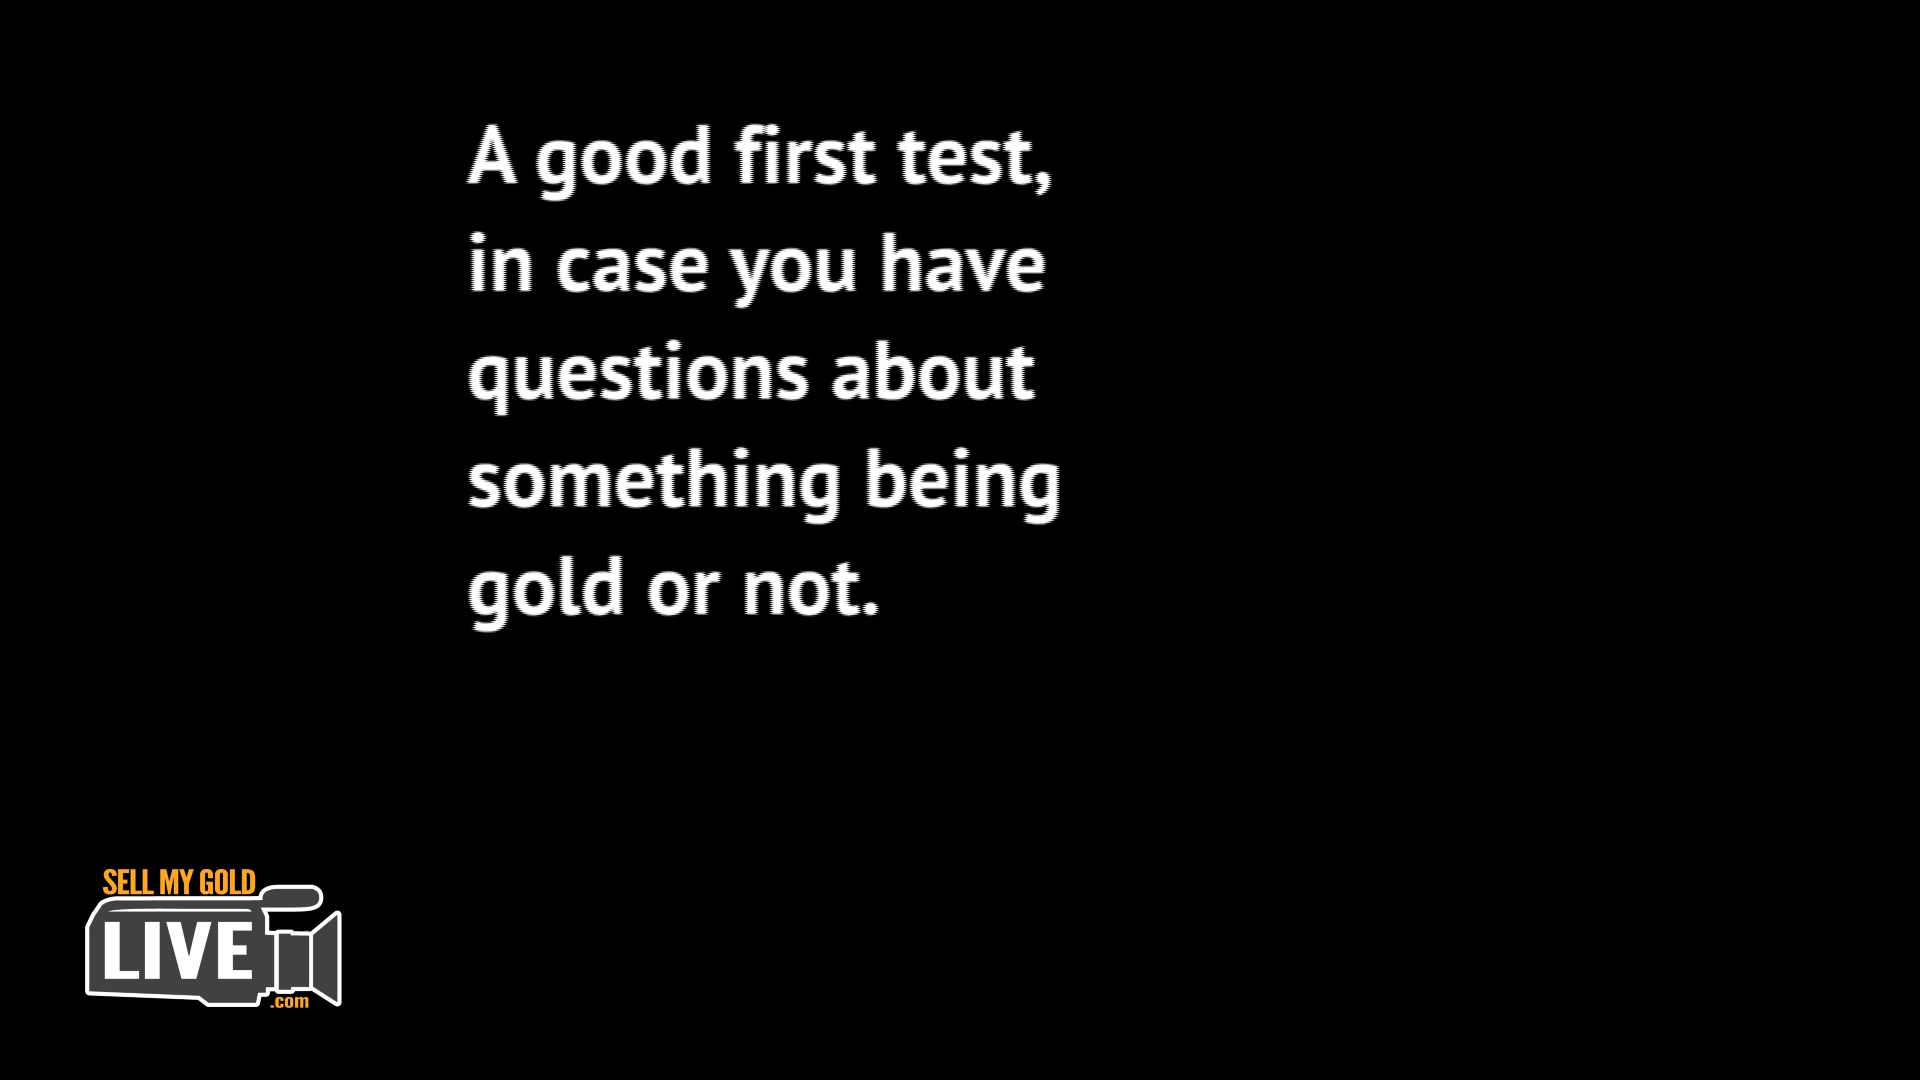 A good first test,
in case you have
questions about
something being
gold or not.
SELL MY GOLD
LIVE
.com